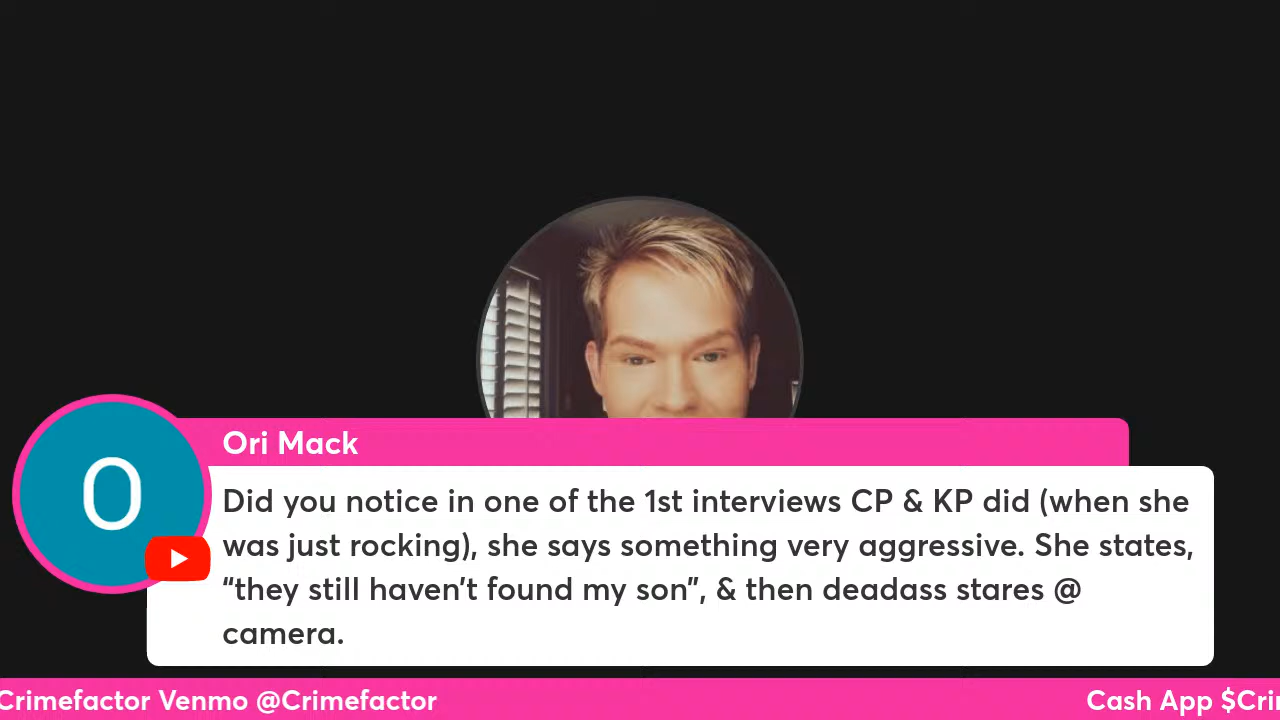 Ori Mack
O
Did you notice in one of the 1st interviews CP & KP did (when she
was just rocking), she says something very aggressive. She states,
“they still haven’t found my son”, & then deadass stares @
camera.
Crimefactor Venmo @Crimefactor
Cash App $Cri